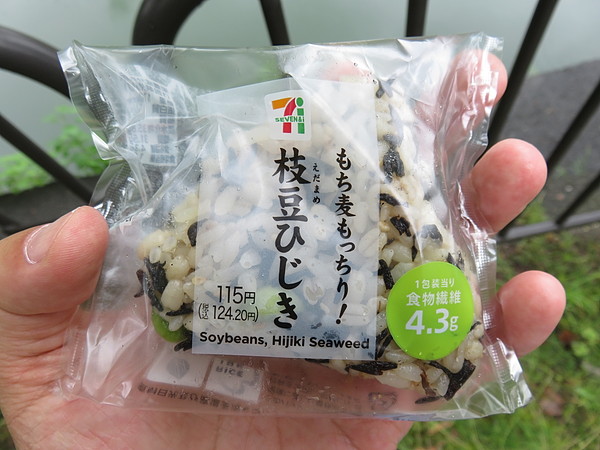 SEVEN&i
もち麦もっちり!
枝豆ひじき
えだまめ
115円
(税込124.20円)
Soybeans, Hijiki Seaweed
1包装当り
食物繊維
4.3g